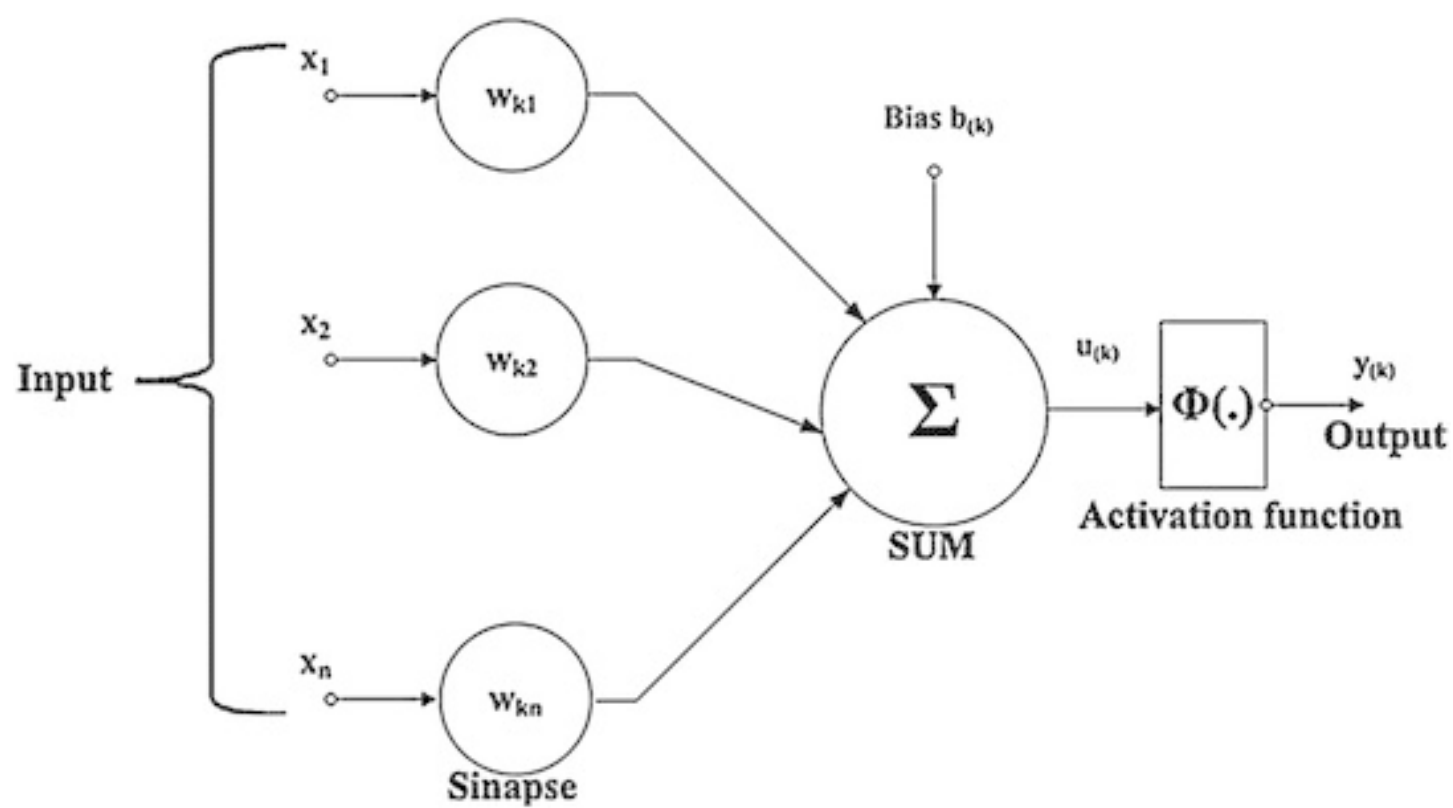 x₁
wₖ₁
Bias b₍ₖ₎
x₂
wₖ₂
Input
Σ
u₍ₖ₎
Φ(.)
y₍ₖ₎
Output
SUM
Activation function
xₙ
wₖₙ
Sinapse